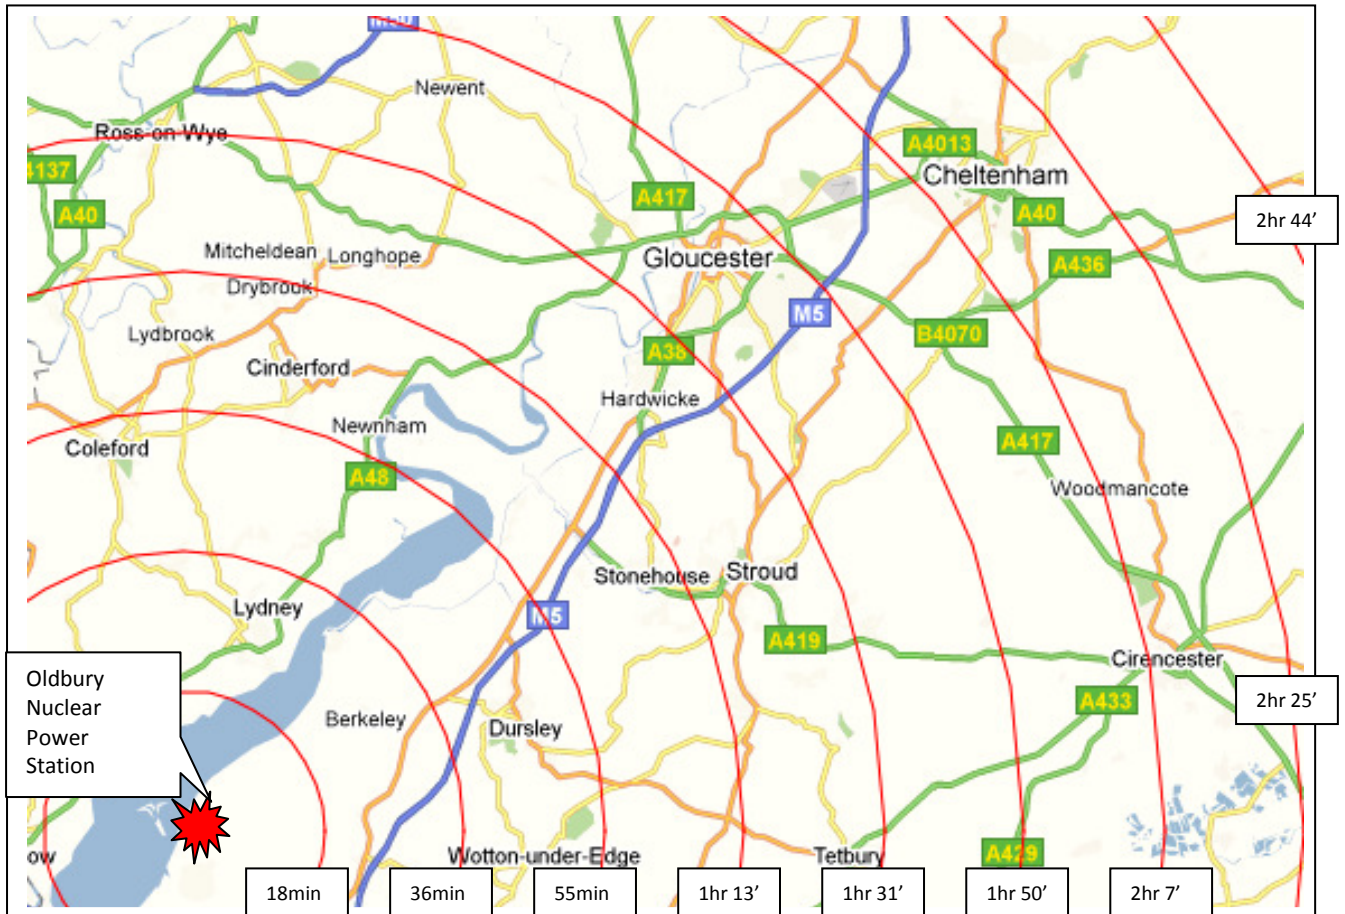 Newent
Ross-on-Wye
A4013
4137
A417
Cheltenham
A40
A40
2hr 44’
Mitcheldean
Longhope
Gloucester
A436
Drybrook
M5
Lydbrook
B4070
A38
Cinderford
Hardwicke
Newnham
A417
Coleford
A48
Woodmancote
Stonehouse
Stroud
Lydney
M5
A419
Cirencester
Oldbury
Nuclear
Power
Station
2hr 25’
A433
Berkeley
Dursley
ow
Wotton-under-Edge
Tetbury
A429
18min
36min
55min
1hr 13’
1hr 31’
1hr 50’
2hr 7’